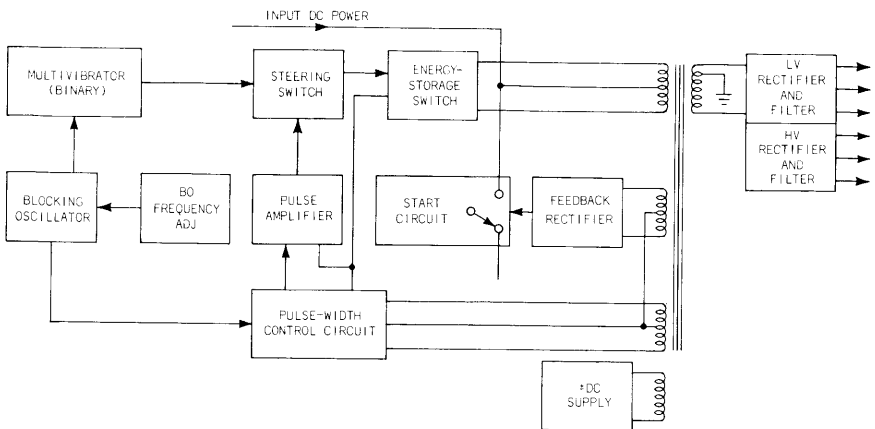 INPUT DC POWER
MULTIVIBRATOR
(BINARY)
STEERING
SWITCH
ENERGY-
STORAGE
SWITCH
LV
RECTIFIER
AND
FILTER
HV
RECTIFIER
AND
FILTER
BLOCKING
OSCILLATOR
BO
FREQUENCY
ADJ
PULSE
AMPLIFIER
START
CIRCUIT
FEEDBACK
RECTIFIER
PULSE-WIDTH
CONTROL CIRCUIT
±DC
SUPPLY